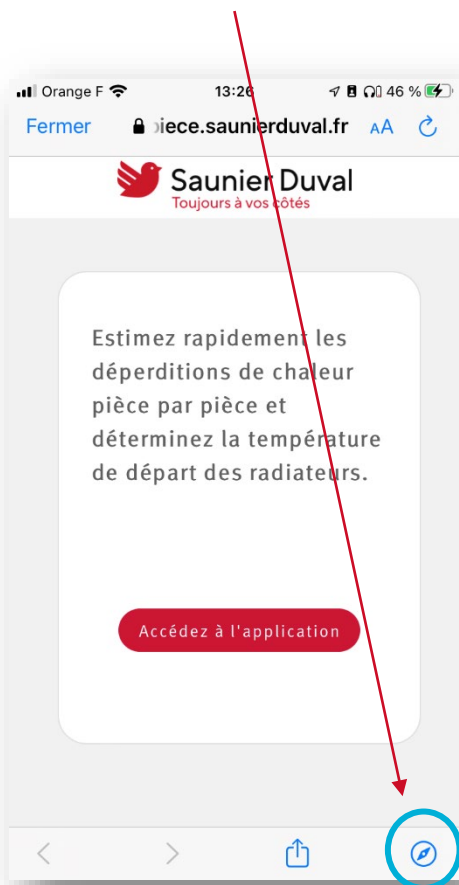 Orange F 13:26 46 %
Fermer iece.saunierduval.fr AA
Saunier Duval
Toujours à vos côtés
Estimez rapidement les
déperditions de chaleur
pièce par pièce et
déterminez la température
de départ des radiateurs.
Accédez à l'application